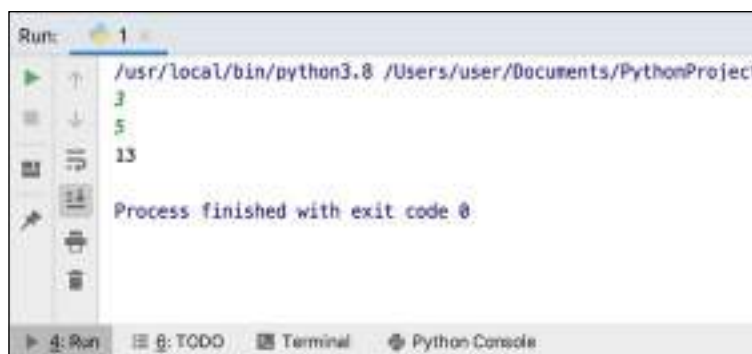 Run: 1
/usr/local/bin/python3.8 /Users/user/Documents/PythonProject
3
5
13
Process finished with exit code 0
4: Run 6: TODO Terminal Python Console